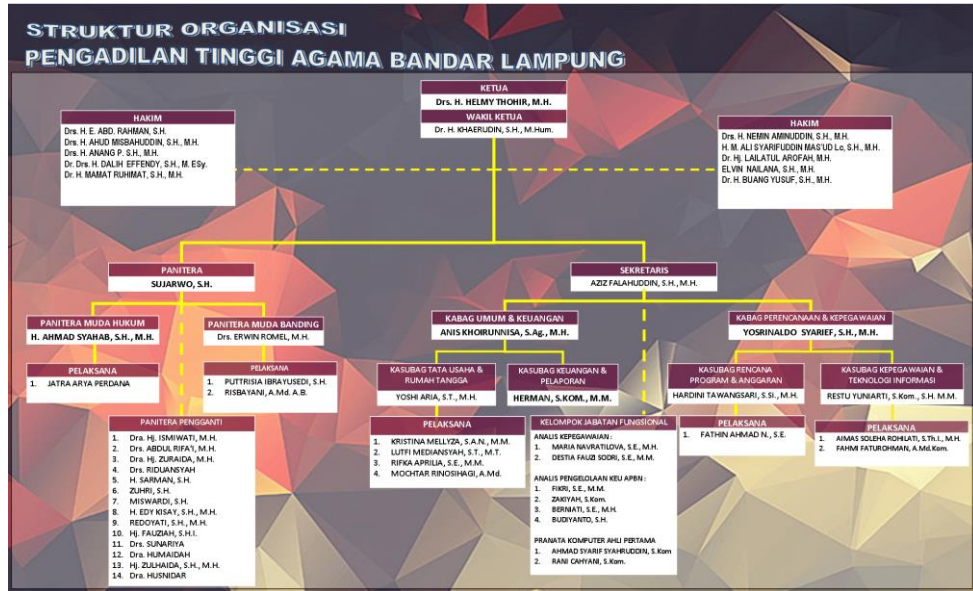 STRUKTUR ORGANISASI
PENGADILAN TINGGI AGAMA BANDAR LAMPUNG
KETUA
Drs. H. HELMY THOHIR, M.H.
WAKIL KETUA
Dr. H. KHAERUDIN, S.H., M.Hum.
HAKIM
Drs. H. E. ABD. RAHMAN, S.H.
Drs. H. AHUD MISBAHUDDIN, S.H., M.H.
Drs. H. ANANG P. S.H., M.H.
Dr. Drs. H. DALIH EFFENDY, S.H., M. ESy.
Dr. H. MAMAT RUHIMAT, S.H., M.H.
HAKIM
Drs. H. NEMIN AMINUDDIN, S.H., M.H.
H. M. ALI SYARIFUDDIN MAS'UD Lc, S.H., M.H.
Dr. Hj. LAILATUL AROFAH, M.H.
ELVIN NAILANA, S.H., M.H.
Dr. H. BUANG YUSUF, S.H., M.H.
PANITERA
SUJARWO, S.H.
SEKRETARIS
AZIZ FALAHUDDIN, S.H., M.H.
PANITERA MUDA HUKUM
H. AHMAD SYAHAB, S.H., M.H.
PANITERA MUDA BANDING
Drs. ERWIN ROMEL, M.H.
KABAG UMUM & KEUANGAN
ANIS KHOIRUNNISA, S.Ag., M.H.
KABAG PERENCANAAN & KEPEGAWAIAN
YOSRINALDO SYARIEF, S.H., M.H.
PELAKSANA
1. JATRA ARYA PERDANA
PELAKSANA
1. PUTTRISIA IBRAYUSEDI, S.H.
2. RISBAYANI, A.Md. A.B.
KASUBAG TATA USAHA &
RUMAH TANGGA
YOSHI ARIA, S.T., M.H.
KASUBAG KEUANGAN &
PELAPORAN
HERMAN, S.KOM., M.M.
KASUBAG RENCANA
PROGRAM & ANGGARAN
HARDINI TAWANGSARI, S.Si., M.H.
KASUBAG KEPEGAWAIAN &
TEKNOLOGI INFORMASI
RESTU YUNIARTI, S.Kom., S.H. M.M.
PANITERA PENGGANTI
1. Dra. Hj. ISMIWATI, M.H.
2. Drs. ABDUL RIFA'I, M.H.
3. Dra. Hj. ZURAIDA, M.H.
4. Drs. RIDUANSYAH
5. H. SARMAN, S.H.
6. ZUHRI, S.H.
7. MISWARDI, S.H.
8. H. EDY KISAY, S.H., M.H.
9. REDOYATI, S.H., M.H.
10. Hj. FAUZIAH, S.H.I.
11. Drs. SUNARIYA
12. Dra. HUMAIDAH
13. Hj. ZULHAIDA, S.H., M.H.
14. Dra. HUSNIDAR
PELAKSANA
1. KRISTINA MELLYZA, S.A.N., M.M.
2. LUTFI MEDIANSYAH, S.T., M.T.
3. RIFKA APRILIA, S.E., M.M.
4. MOCHTAR RINOSIHAGI, A.Md.
KELOMPOK JABATAN FUNGSIONAL
ANALIS KEPEGAWAIAN :
1. MARIA NAVRATILOVA, S.E., M.H.
2. DESTIA FAUZI SODRI, S.E., M.M.
ANALIS PENGELOLAAN KEU APBN :
1. FIKRI, S.E., M.M.
2. ZAKIYAH, S.Kom.
3. BERNIATI, S.E., M.H.
4. BUDIYANTO, S.H.
PRANATA KOMPUTER AHLI PERTAMA
1. AHMAD SYARIF SYAHRUDDIN, S.Kom
2. RANI CAHYANI, S.Kom.
PELAKSANA
1. FATHIN AHMAD N., S.E.
PELAKSANA
1. AIMAS SOLEHA ROHILATI, S.Th.I., M.H.
2. FAHMI FATUROHMAN, A.Md.Kom.